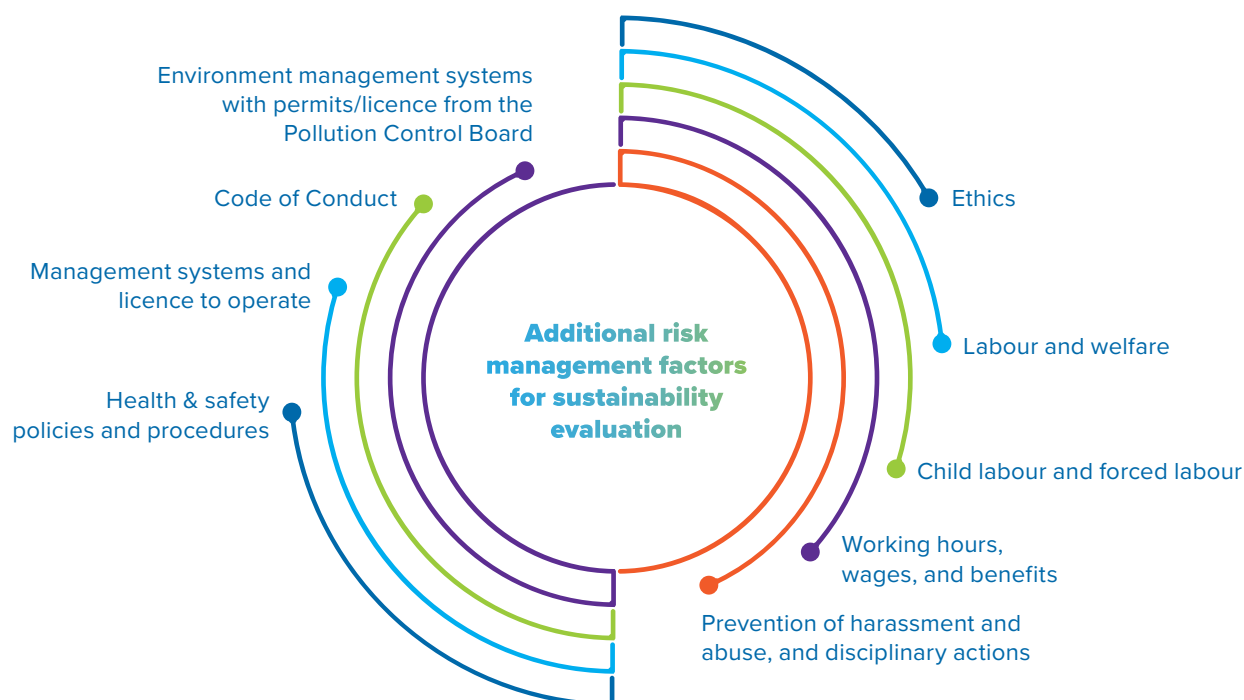 Environment management systems
with permits/licence from the
Pollution Control Board
Code of Conduct
Management systems and
licence to operate
Health & safety
policies and procedures
Additional risk
management factors
for sustainability
evaluation
Ethics
Labour and welfare
Child labour and forced labour
Working hours,
wages, and benefits
Prevention of harassment and
abuse, and disciplinary actions